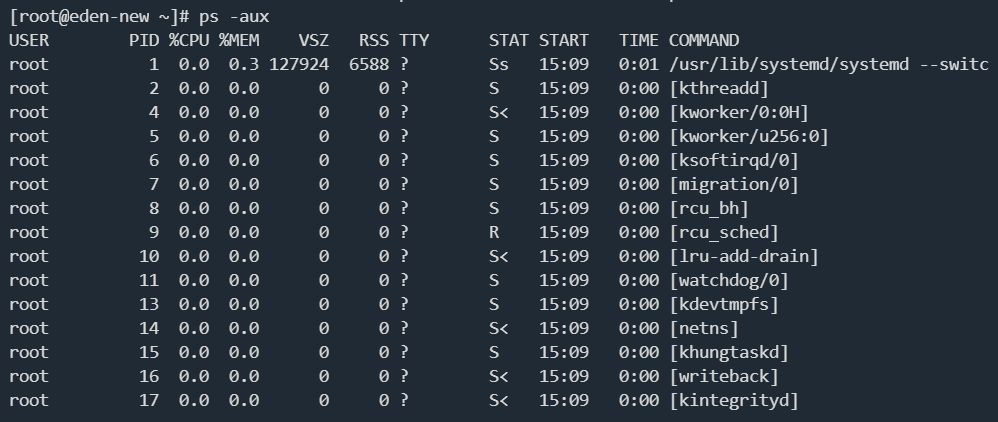 [root@eden-new ~]# ps -aux
USER        PID %CPU %MEM    VSZ   RSS TTY      STAT START   TIME COMMAND
root          1  0.0  0.3 127924  6588 ?        Ss   15:09   0:01 /usr/lib/systemd/systemd --switc
root          2  0.0  0.0      0     0 ?        S    15:09   0:00 [kthreadd]
root          4  0.0  0.0      0     0 ?        S<   15:09   0:00 [kworker/0:0H]
root          5  0.0  0.0      0     0 ?        S    15:09   0:00 [kworker/u256:0]
root          6  0.0  0.0      0     0 ?        S    15:09   0:00 [ksoftirqd/0]
root          7  0.0  0.0      0     0 ?        S    15:09   0:00 [migration/0]
root          8  0.0  0.0      0     0 ?        S    15:09   0:00 [rcu_bh]
root          9  0.0  0.0      0     0 ?        R    15:09   0:00 [rcu_sched]
root         10  0.0  0.0      0     0 ?        S<   15:09   0:00 [lru-add-drain]
root         11  0.0  0.0      0     0 ?        S    15:09   0:00 [watchdog/0]
root         13  0.0  0.0      0     0 ?        S    15:09   0:00 [kdevtmpfs]
root         14  0.0  0.0      0     0 ?        S<   15:09   0:00 [netns]
root         15  0.0  0.0      0     0 ?        S    15:09   0:00 [khungtaskd]
root         16  0.0  0.0      0     0 ?        S<   15:09   0:00 [writeback]
root         17  0.0  0.0      0     0 ?        S<   15:09   0:00 [kintegrityd]